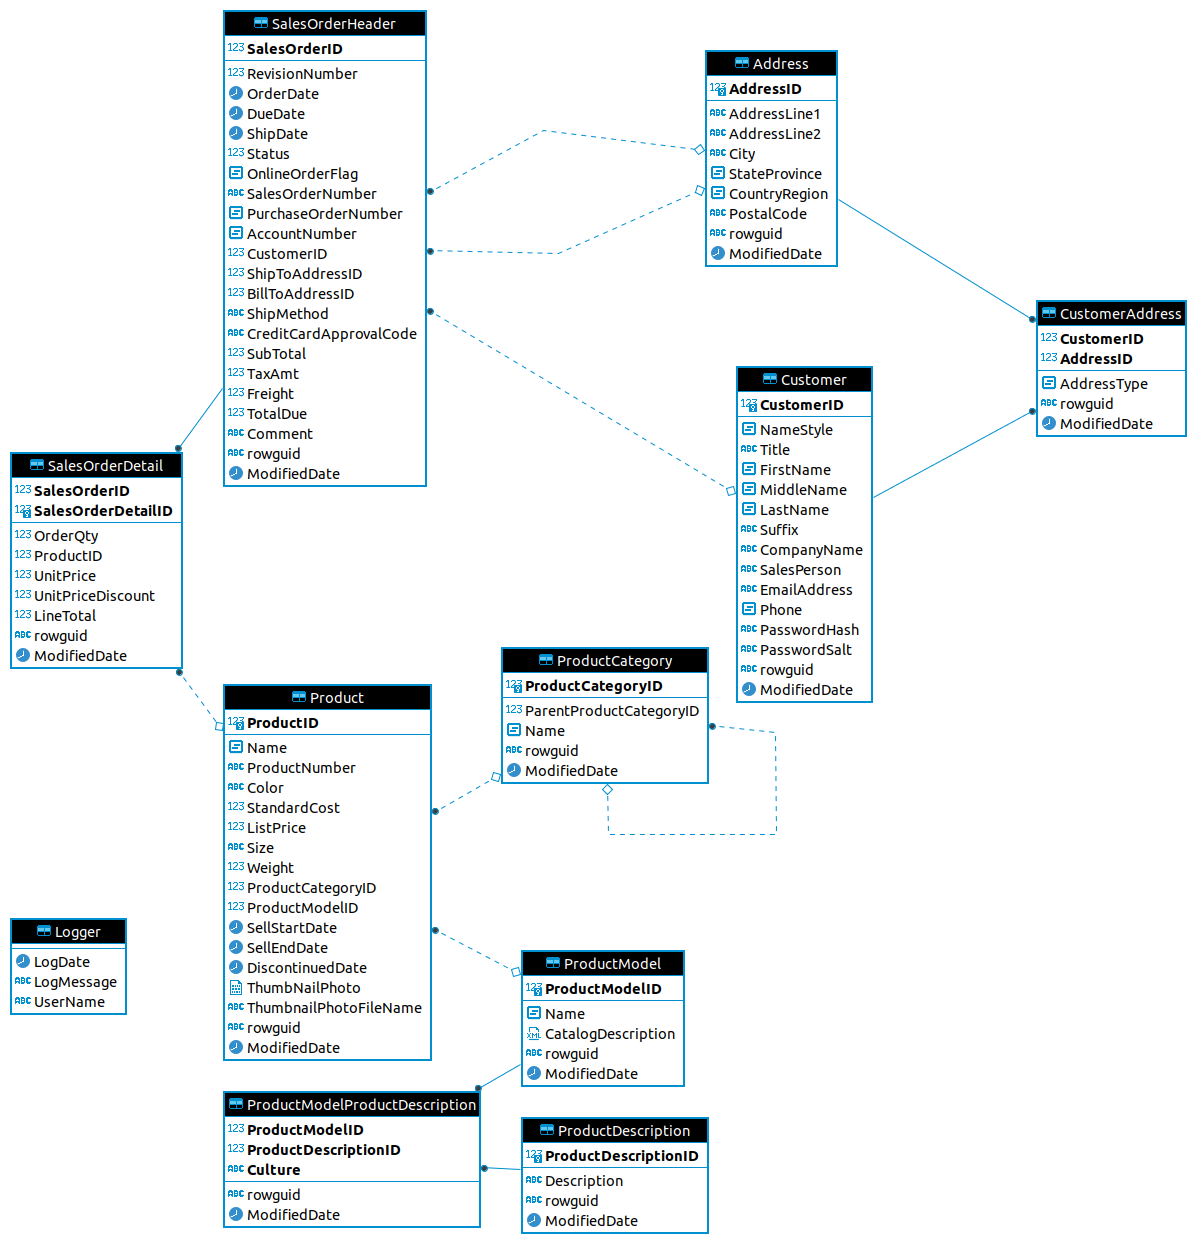 SalesOrderHeader
123 SalesOrderID
123 RevisionNumber
OrderDate
DueDate
ShipDate
123 Status
OnlineOrderFlag
ABC SalesOrderNumber
PurchaseOrderNumber
AccountNumber
123 CustomerID
123 ShipToAddressID
123 BillToAddressID
ABC ShipMethod
ABC CreditCardApprovalCode
123 SubTotal
123 TaxAmt
123 Freight
123 TotalDue
ABC Comment
ABC rowguid
ModifiedDate
Address
123 AddressID
ABC AddressLine1
ABC AddressLine2
ABC City
StateProvince
CountryRegion
ABC PostalCode
ABC rowguid
ModifiedDate
CustomerAddress
123 CustomerID
123 AddressID
AddressType
ABC rowguid
ModifiedDate
Customer
123 CustomerID
NameStyle
ABC Title
FirstName
MiddleName
LastName
ABC Suffix
ABC CompanyName
ABC SalesPerson
ABC EmailAddress
Phone
ABC PasswordHash
ABC PasswordSalt
ABC rowguid
ModifiedDate
SalesOrderDetail
123 SalesOrderID
123 SalesOrderDetailID
123 OrderQty
123 ProductID
123 UnitPrice
123 UnitPriceDiscount
123 LineTotal
ABC rowguid
ModifiedDate
ProductCategory
123 ProductCategoryID
123 ParentProductCategoryID
Name
ABC rowguid
ModifiedDate
Product
123 ProductID
Name
ABC ProductNumber
ABC Color
123 StandardCost
123 ListPrice
ABC Size
123 Weight
123 ProductCategoryID
123 ProductModelID
SellStartDate
SellEndDate
DiscontinuedDate
ThumbNailPhoto
ABC ThumbnailPhotoFileName
ABC rowguid
ModifiedDate
Logger
LogDate
ABC LogMessage
ABC UserName
ProductModel
123 ProductModelID
Name
XML CatalogDescription
ABC rowguid
ModifiedDate
ProductModelProductDescription
123 ProductModelID
123 ProductDescriptionID
ABC Culture
ABC rowguid
ModifiedDate
ProductDescription
123 ProductDescriptionID
ABC Description
ABC rowguid
ModifiedDate